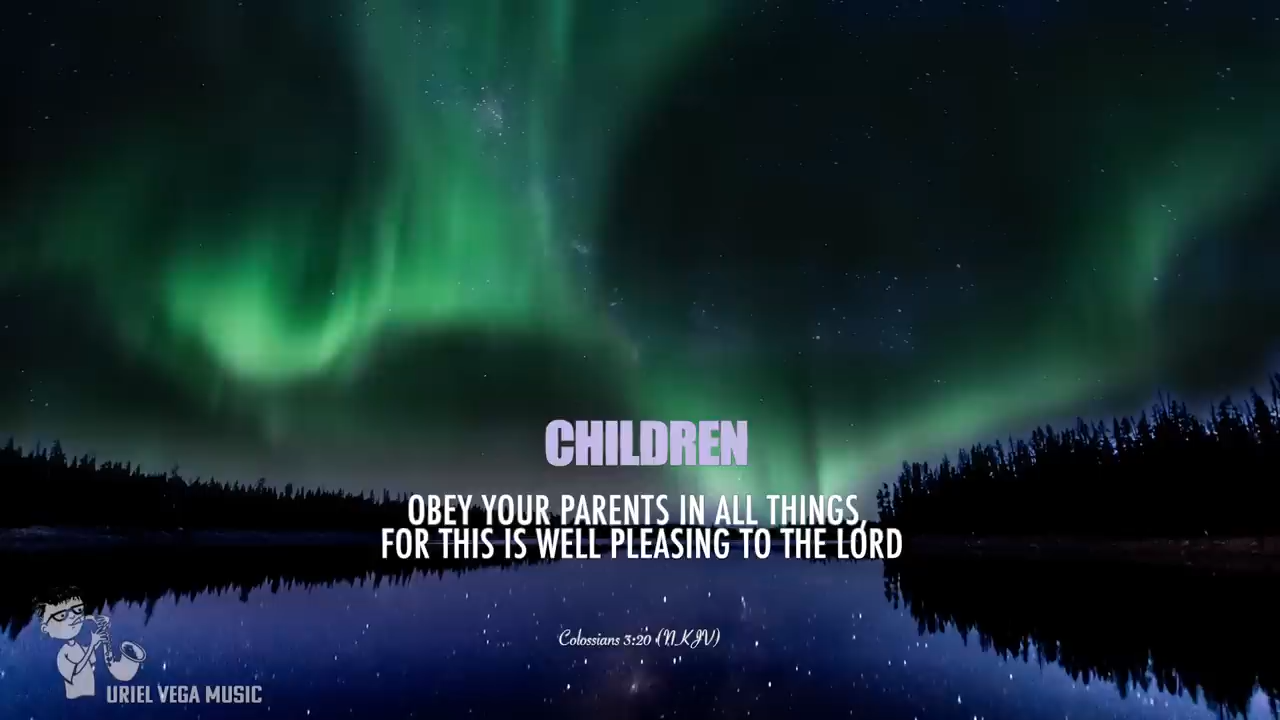 CHILDREN
OBEY YOUR PARENTS IN ALL THINGS,
FOR THIS IS WELL PLEASING TO THE LORD
Colossians 3:20 (NKJV)
URIEL VEGA MUSIC